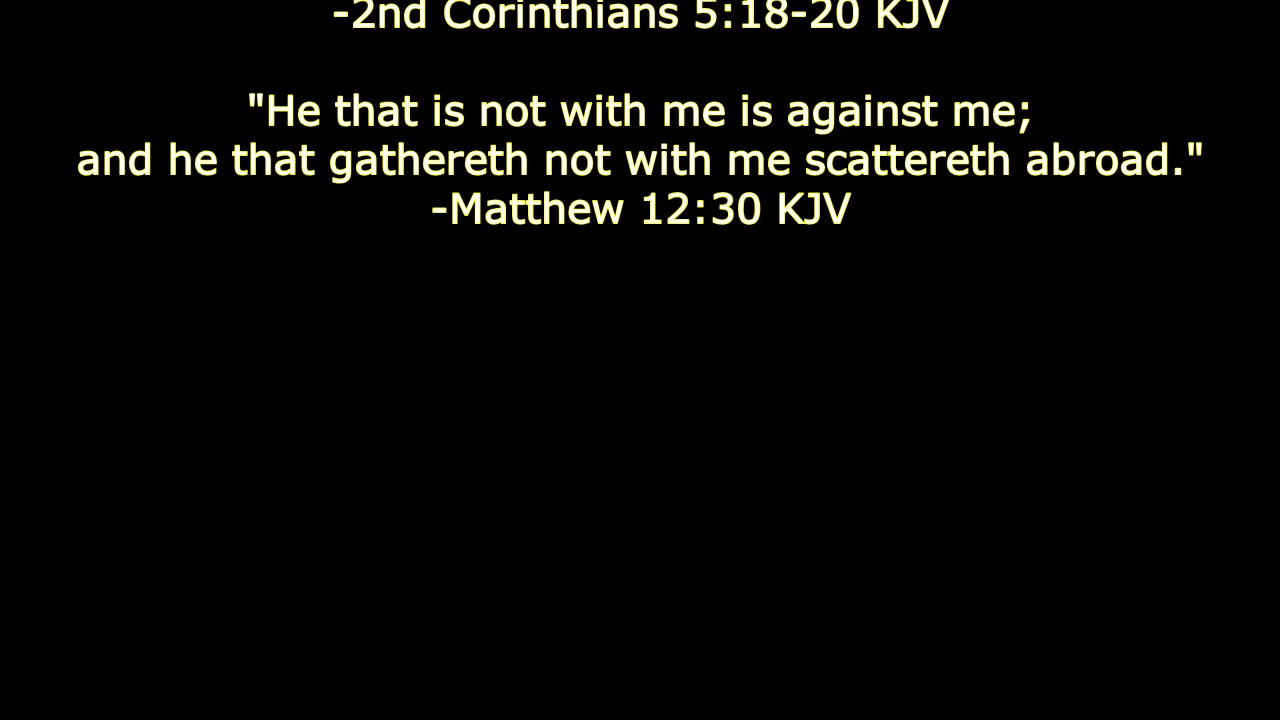 -2nd Corinthians 5:18-20 KJV
"He that is not with me is against me;
and he that gathereth not with me scattereth abroad."
-Matthew 12:30 KJV